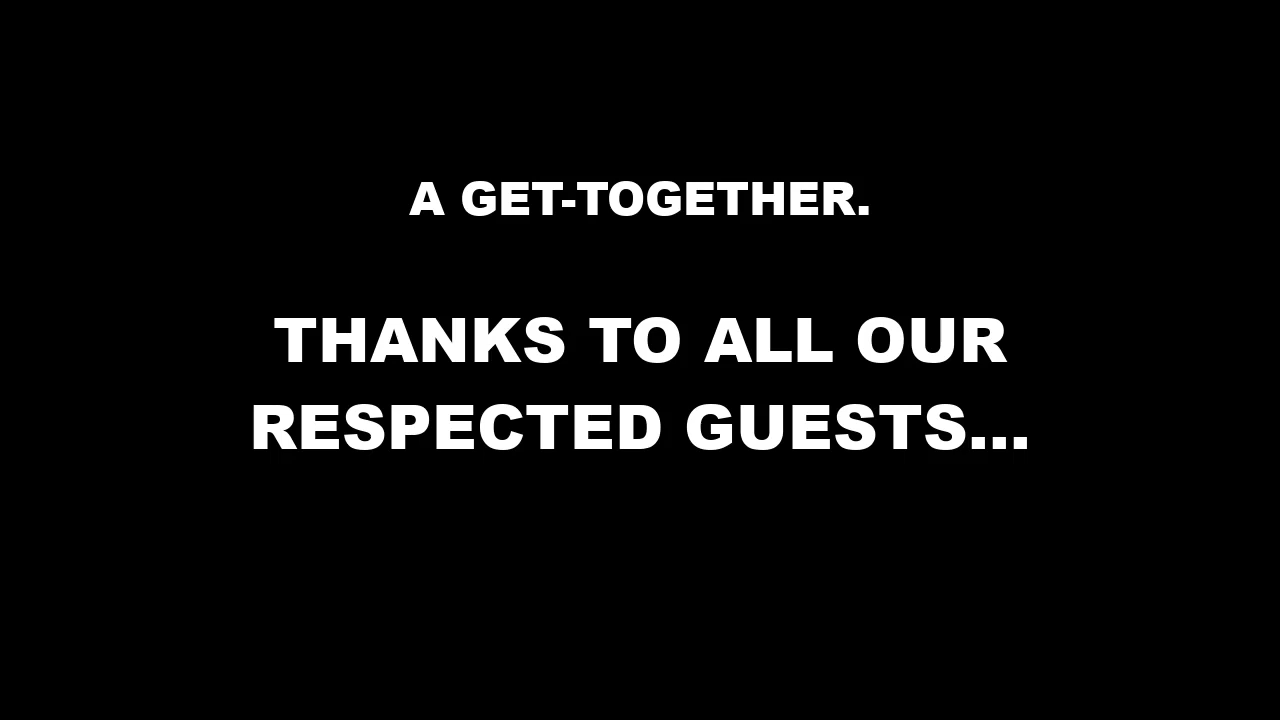 A GET-TOGETHER.
THANKS TO ALL OUR
RESPECTED GUESTS...